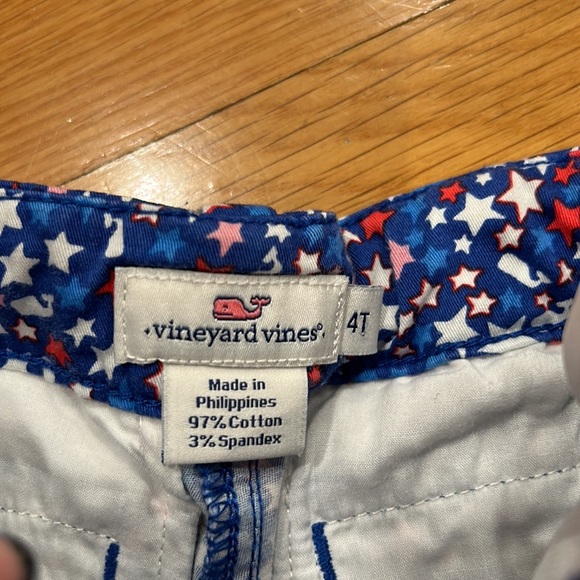 vineyard vines®
4T
Made in
Philippines
97% Cotton
3% Spandex